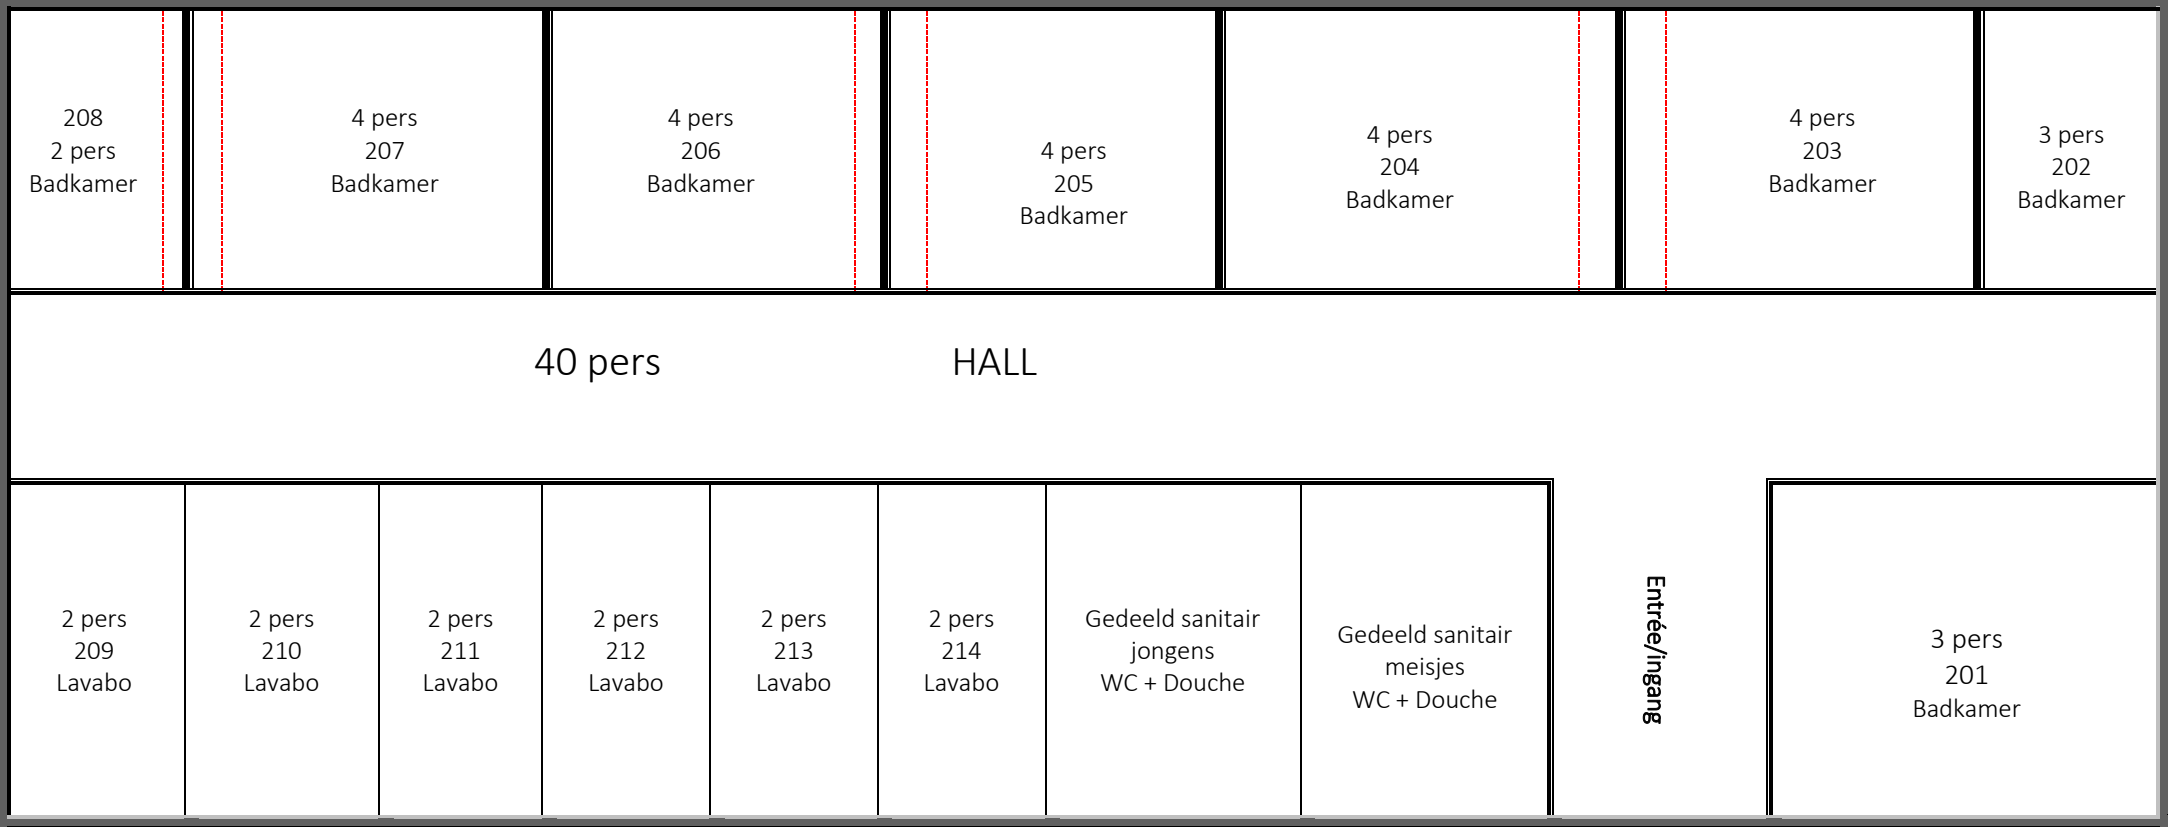 208
2 pers
Badkamer
4 pers
207
Badkamer
4 pers
206
Badkamer
4 pers
205
Badkamer
4 pers
204
Badkamer
4 pers
203
Badkamer
3 pers
202
Badkamer
40 pers
HALL
2 pers
209
Lavabo
2 pers
210
Lavabo
2 pers
211
Lavabo
2 pers
212
Lavabo
2 pers
213
Lavabo
2 pers
214
Lavabo
Gedeeld sanitair
jongens
WC + Douche
Gedeeld sanitair
meisjes
WC + Douche
Entrée/ingang
3 pers
201
Badkamer